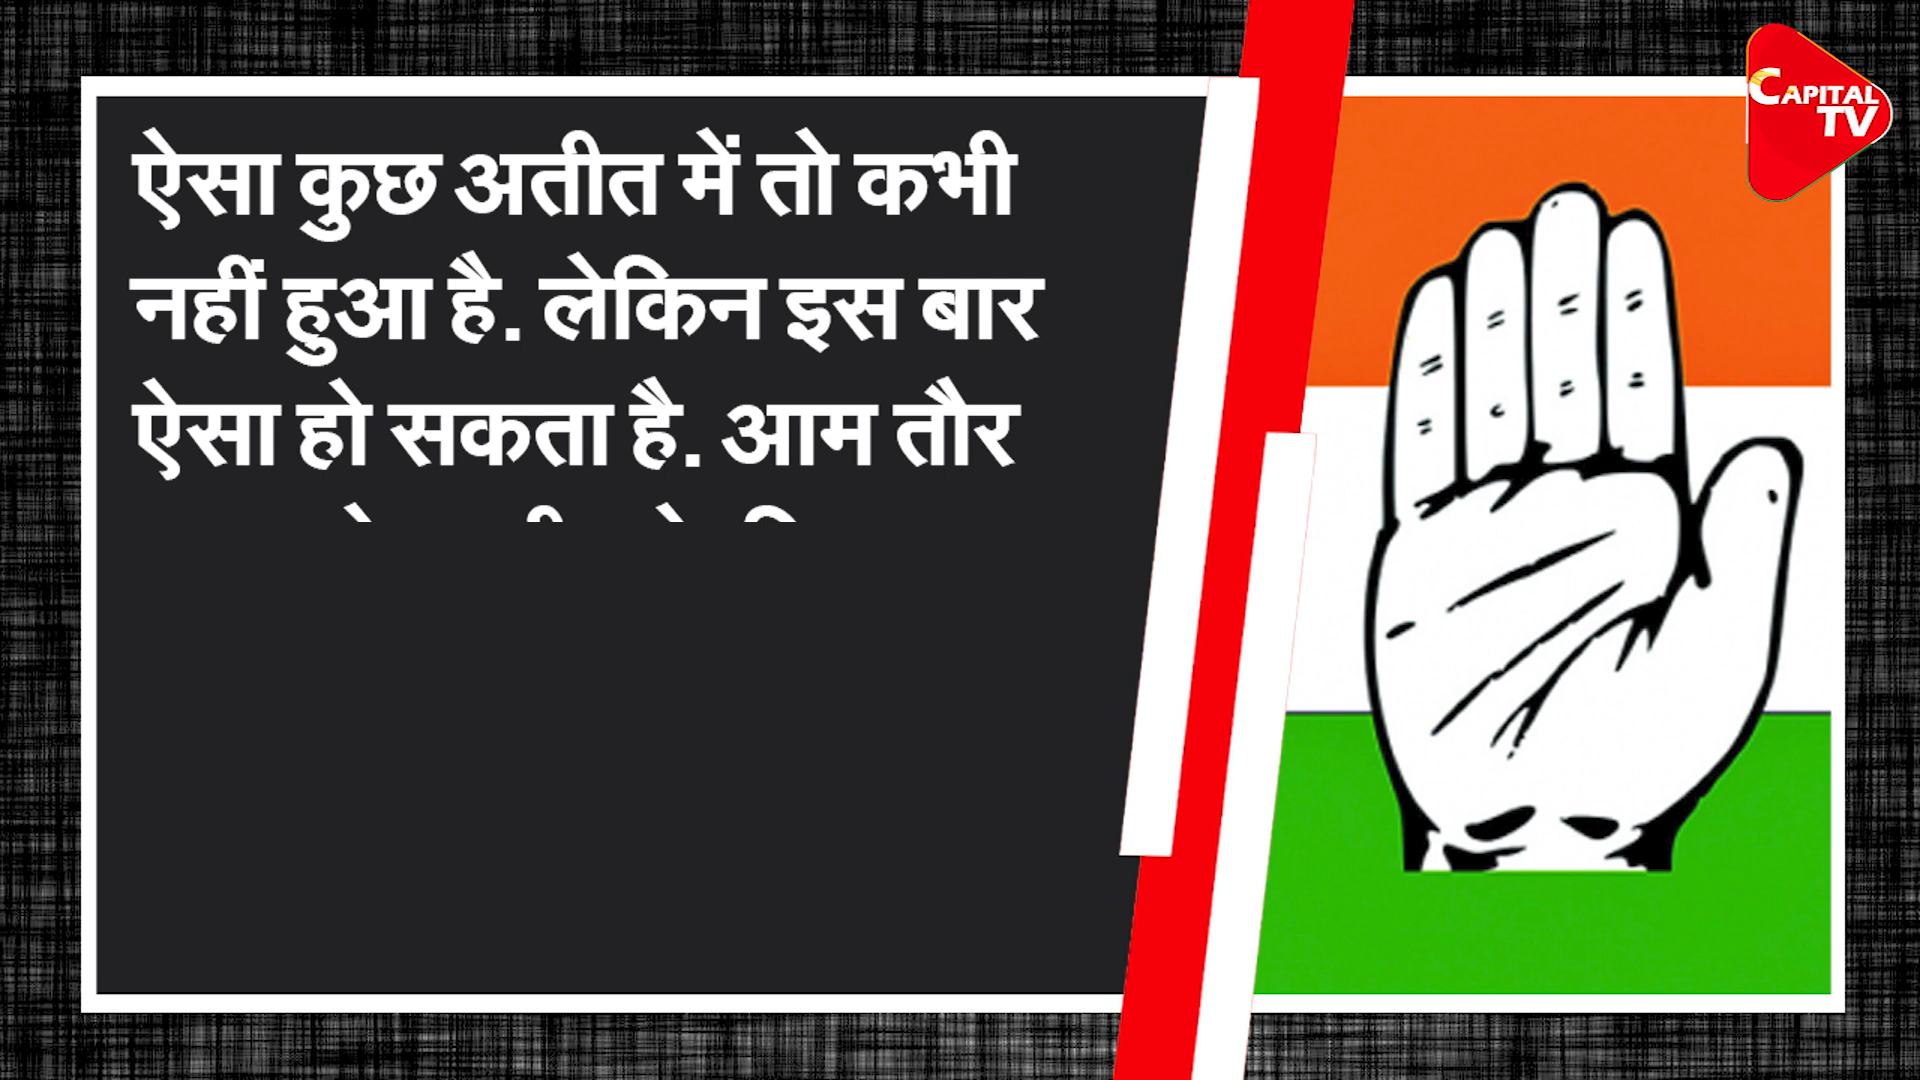 ऐसा कुछ अतीत में तो कभी
नहीं हुआ है. लेकिन इस बार
ऐसा हो सकता है. आम तौर
CAPITAL
TV